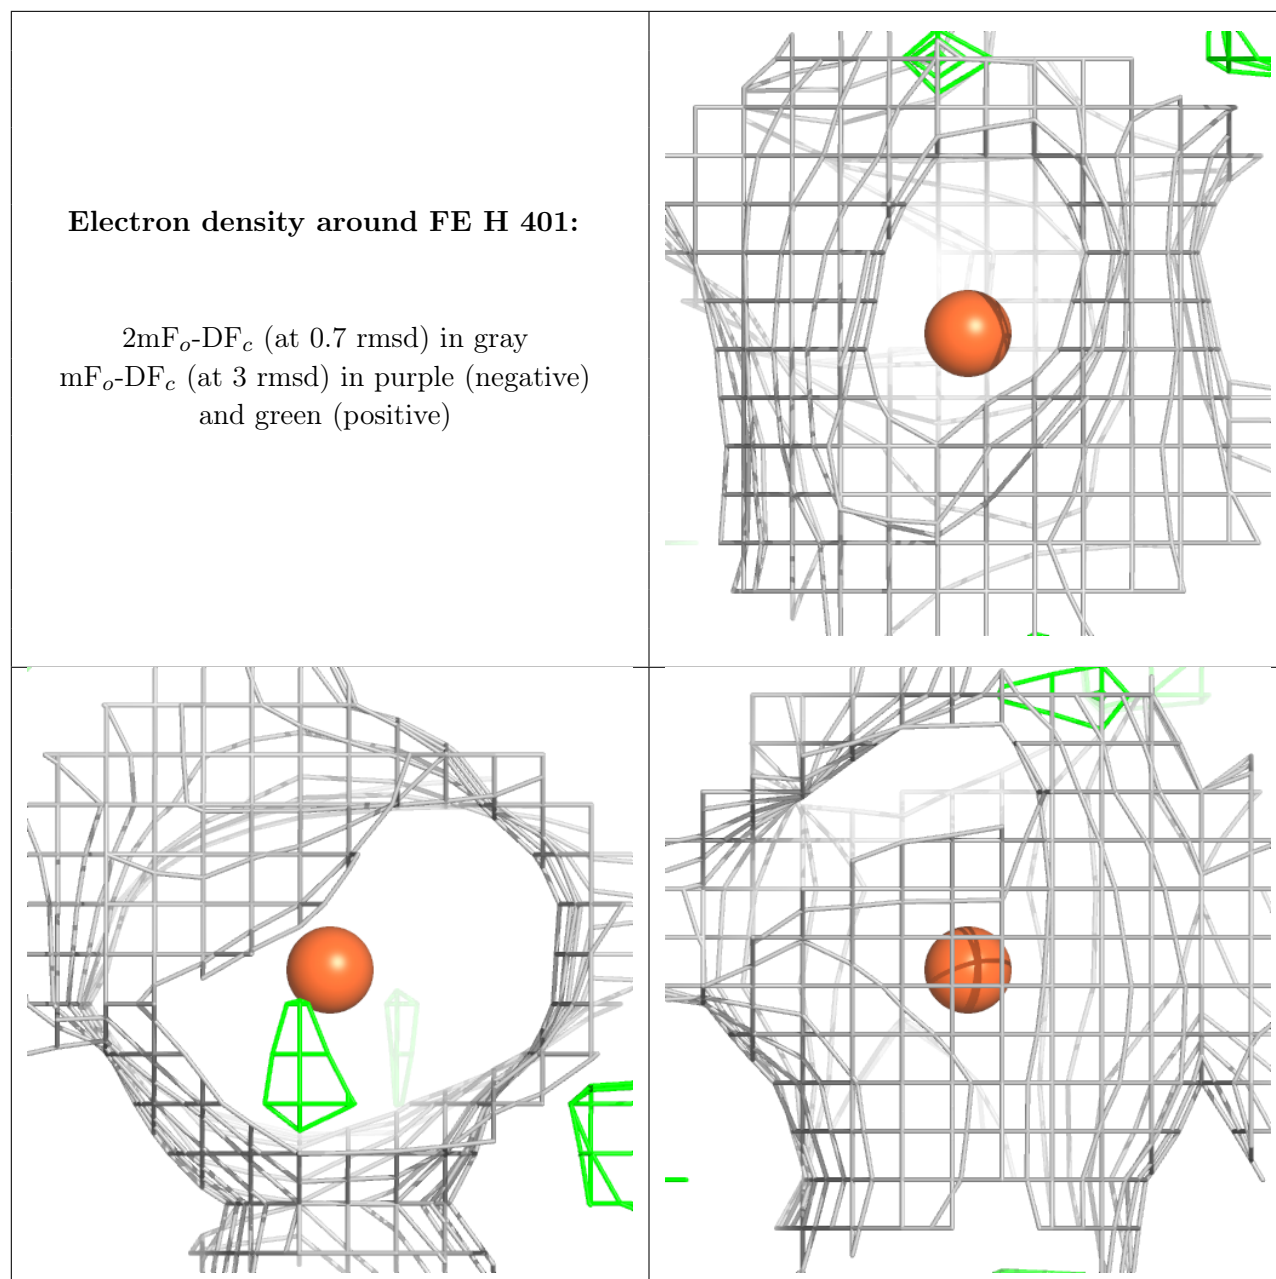 Electron density around FE H 401:
2mFo-DFc (at 0.7 rmsd) in gray
mFo-DFc (at 3 rmsd) in purple (negative)
and green (positive)